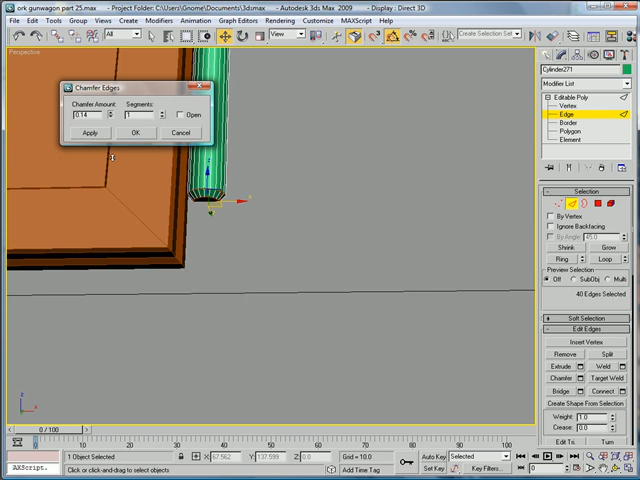 ork gunwagon part 25.max - Project Folder: C:\Users\Gnome\Documents\3dsmax - Autodesk 3ds Max 2009 - Display : Direct 3D
File Edit Tools Group Views Create Modifiers Animation Graph Editors Rendering Customize MAXScript Help
All View Create Selection Set
Perspective
Chamfer Edges
Chamfer Amount: Segments:
0.14 1 Open
Apply OK Cancel
Cylinder271
Modifier List
Editable Poly
Vertex
Edge
Border
Polygon
Element
Selection
By Vertex
Ignore Backfacing
By Angle: 45.0
Shrink Grow
Ring Loop
Preview Selection
Off SubObj Multi
40 Edges Selected
Soft Selection
Edit Edges
Insert Vertex
Remove Split
Extrude Weld
Chamfer Target Weld
Bridge Connect
Create Shape From Selection
Weight: 1.0
Crease: 0.0
Edit Tri. Turn
z
x
0 / 100
0 10 20 30 40 50 60 70 80 90 100
1 Object Selected X: 67.562 Y: 137.599 Z: 0.0 Grid = 10.0 Auto Key Selected
AXScript. Click or click-and-drag to select objects Add Time Tag Set Key Key Filters... 0